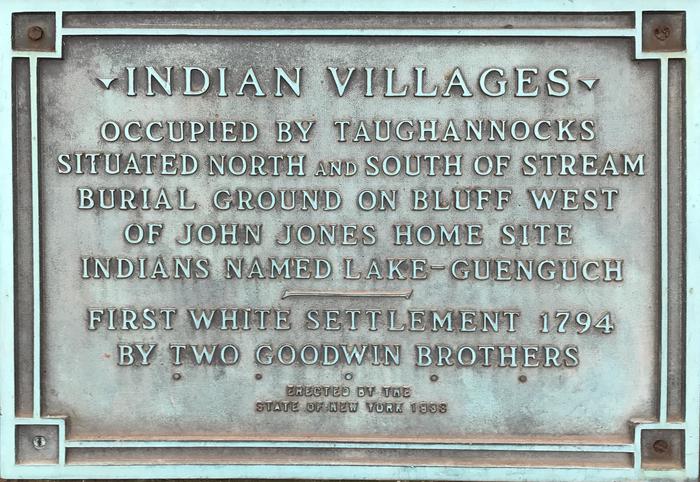 INDIAN VILLAGES
OCCUPIED BY TAUGHANNOCKS
SITUATED NORTH AND SOUTH OF STREAM
BURIAL GROUND ON BLUFF WEST
OF JOHN JONES HOME SITE
INDIANS NAMED LAKE-GUENGUCH
FIRST WHITE SETTLEMENT 1794
BY TWO GOODWIN BROTHERS
ERECTED BY THE
STATE OF NEW YORK